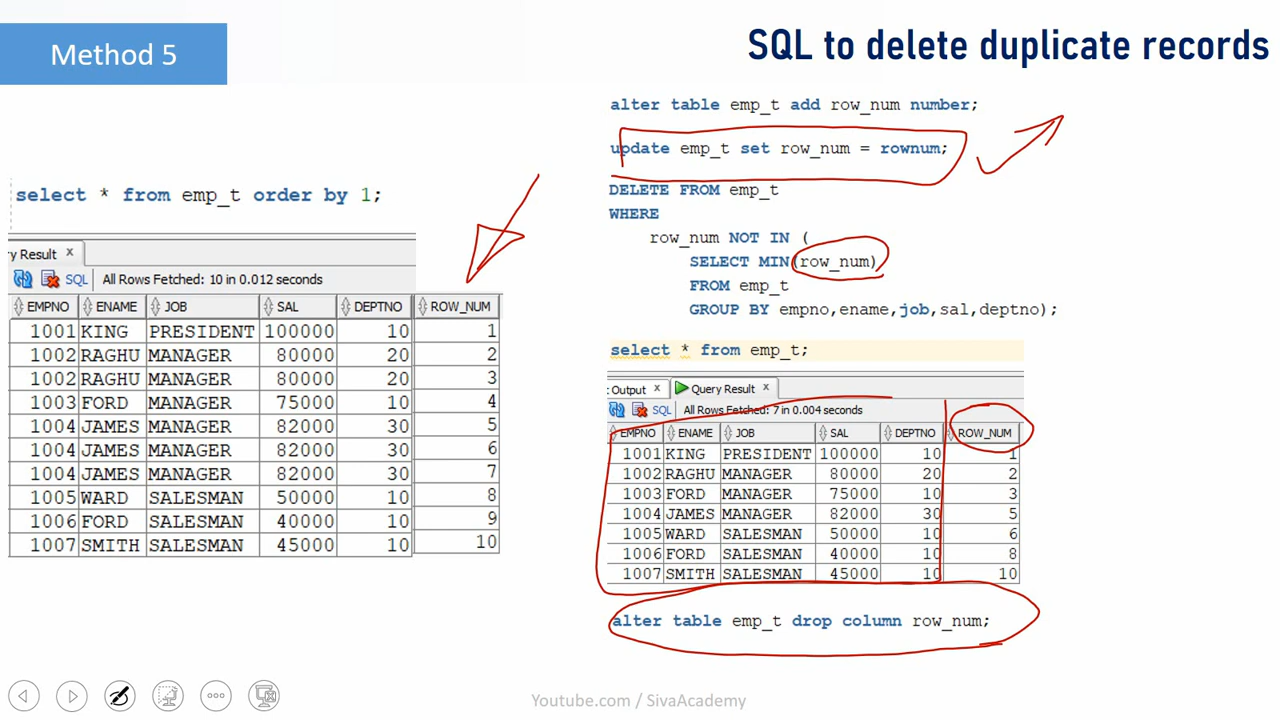 Method 5
SQL to delete duplicate records
select * from emp_t order by 1;
ry Result x
SQL All Rows Fetched: 10 in 0.012 seconds
EMPNO ENAME JOB SAL DEPTNO ROW_NUM
1001 KING PRESIDENT 100000 10 1
1002 RAGHU MANAGER 80000 20 2
1002 RAGHU MANAGER 80000 20 3
1003 FORD MANAGER 75000 10 4
1004 JAMES MANAGER 82000 30 5
1004 JAMES MANAGER 82000 30 6
1004 JAMES MANAGER 82000 30 7
1005 WARD SALESMAN 50000 10 8
1006 FORD SALESMAN 40000 10 9
1007 SMITH SALESMAN 45000 10 10
alter table emp_t add row_num number;
update emp_t set row_num = rownum;
DELETE FROM emp_t
WHERE
row_num NOT IN (
SELECT MIN(row_num)
FROM emp_t
GROUP BY empno,ename,job,sal,deptno);
select * from emp_t;
: Output x Query Result x
SQL All Rows Fetched: 7 in 0.004 seconds
EMPNO ENAME JOB SAL DEPTNO ROW_NUM
1001 KING PRESIDENT 100000 10 1
1002 RAGHU MANAGER 80000 20 2
1003 FORD MANAGER 75000 10 3
1004 JAMES MANAGER 82000 30 5
1005 WARD SALESMAN 50000 10 6
1006 FORD SALESMAN 40000 10 8
1007 SMITH SALESMAN 45000 10 10
alter table emp_t drop column row_num;
Youtube.com / SivaAcademy